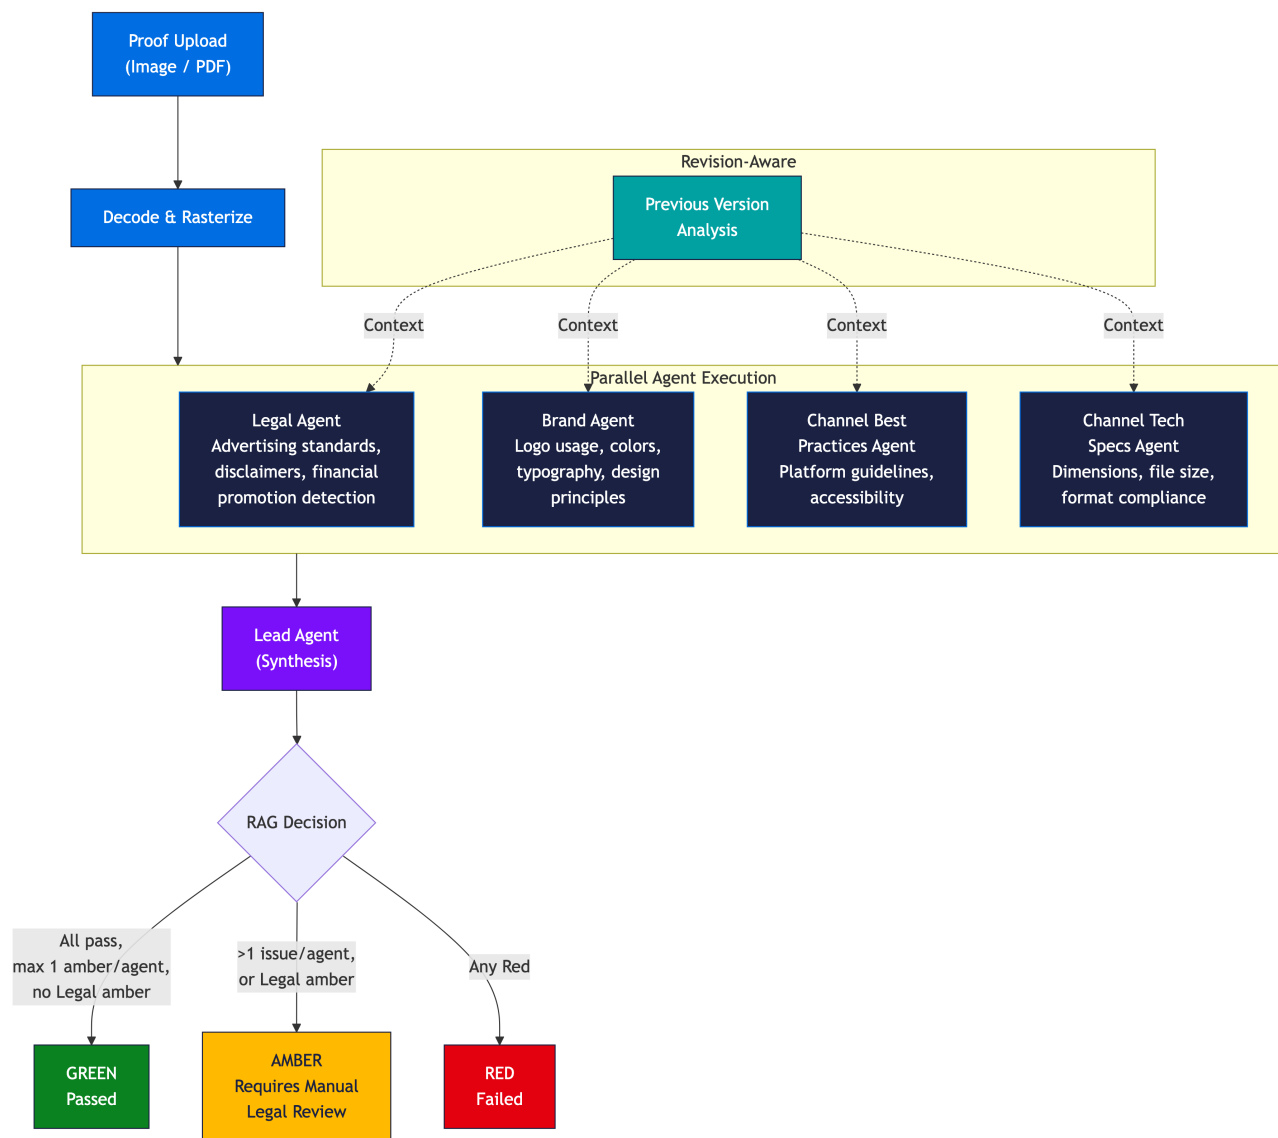 Proof Upload
(Image / PDF)
Decode & Rasterize
Revision-Aware
Previous Version
Analysis
Context
Context
Context
Context
Parallel Agent Execution
Legal Agent
Advertising standards,
disclaimers, financial
promotion detection
Brand Agent
Logo usage, colors,
typography, design
principles
Channel Best
Practices Agent
Platform guidelines,
accessibility
Channel Tech
Specs Agent
Dimensions, file size,
format compliance
Lead Agent
(Synthesis)
RAG Decision
All pass,
max 1 amber/agent,
no Legal amber
>1 issue/agent,
or Legal amber
Any Red
GREEN
Passed
AMBER
Requires Manual
Legal Review
RED
Failed